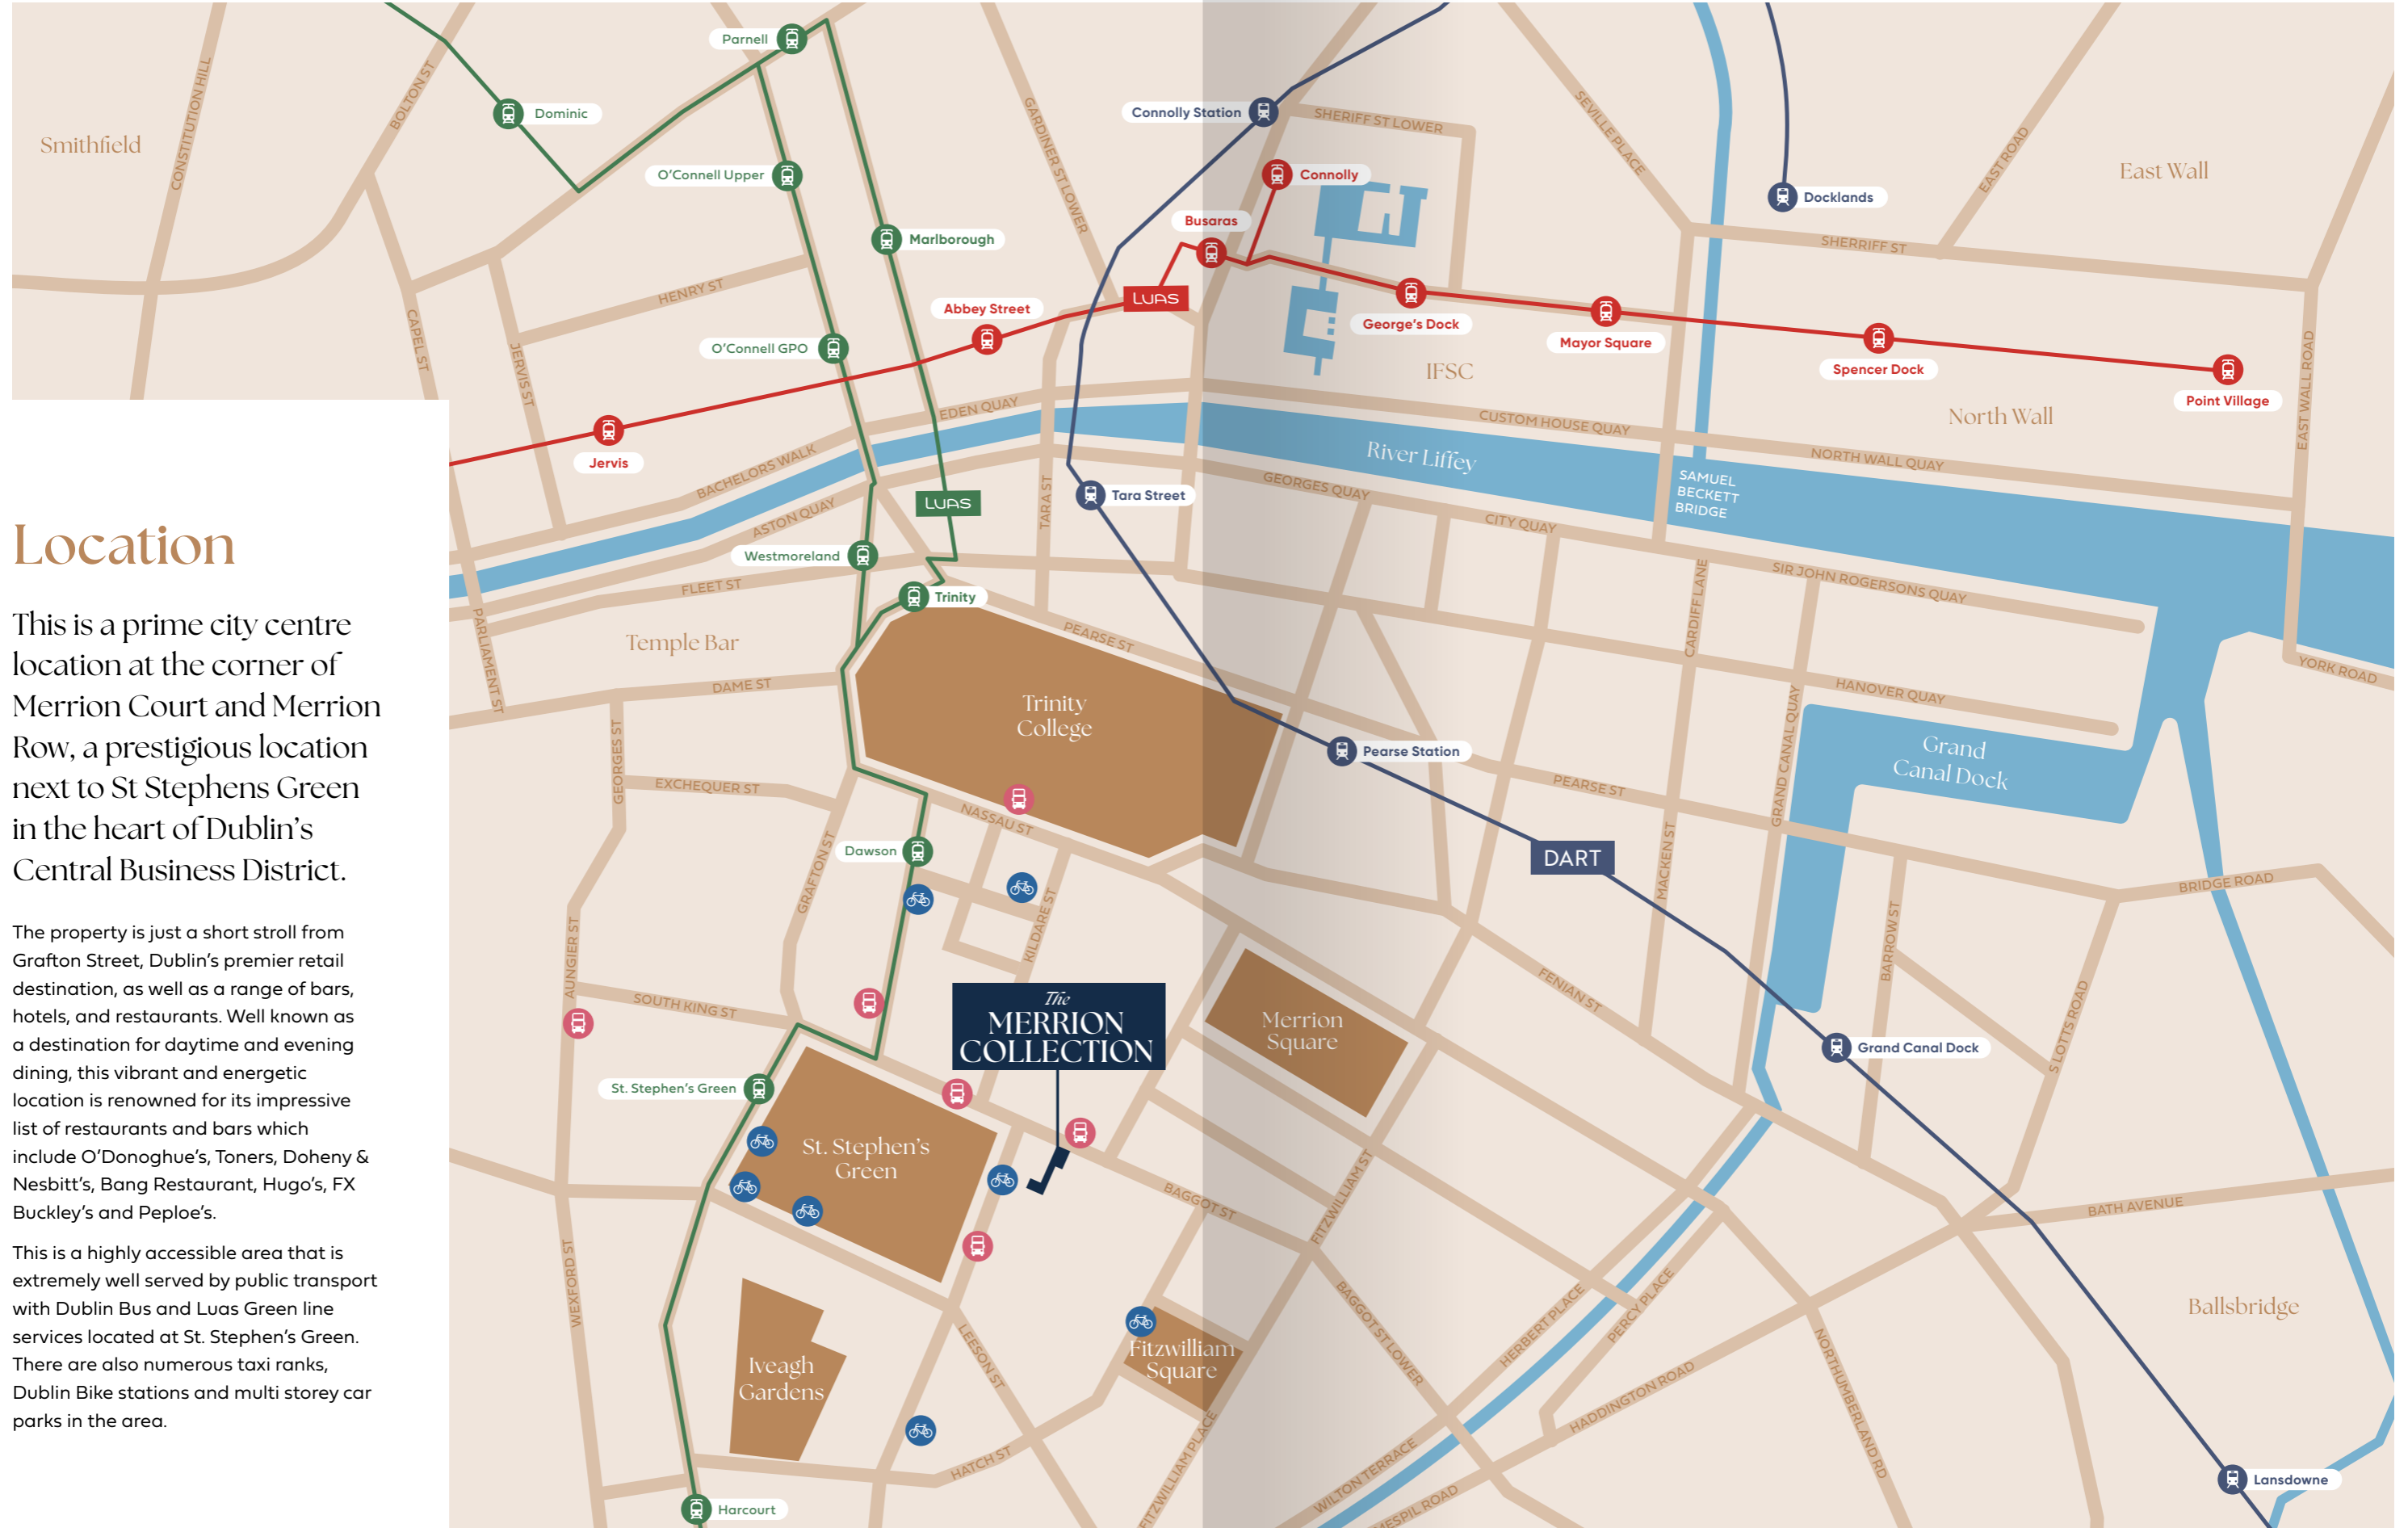 Location
This is a prime city centre
location at the corner of
Merrion Court and Merrion
Row, a prestigious location
next to St Stephens Green
in the heart of Dublin's
Central Business District.
The property is just a short stroll from
Grafton Street, Dublin's premier retail
destination, as well as a range of bars,
hotels, and restaurants. Well known as
a destination for daytime and evening
dining, this vibrant and energetic
location is renowned for its impressive
list of restaurants and bars which
include O'Donoghue's, Toners, Doheny &
Nesbitt's, Bang Restaurant, Hugo's, FX
Buckley's and Peploe's.
This is a highly accessible area that is
extremely well served by public transport
with Dublin Bus and Luas Green line
services located at St. Stephen's Green.
There are also numerous taxi ranks,
Dublin Bike stations and multi storey car
parks in the area.
Smithfield
CONSTITUTION HILL
BOLTON ST
Dominic
Parnell
O'Connell Upper
Marlborough
GARDINER ST LOWER
Connolly Station
SHERIFF ST LOWER
Connolly
Busaras
SEVILLE PLACE
EAST ROAD
East Wall
Docklands
SHERRIFF ST
CAPEL ST
JERVIS ST
HENRY ST
O'Connell GPO
Abbey Street
LUAS
George's Dock
Mayor Square
IFSC
Spencer Dock
Point Village
North Wall
EAST WALL ROAD
Jervis
BACHELORS WALK
EDEN QUAY
CUSTOM HOUSE QUAY
NORTH WALL QUAY
River Liffey
SAMUEL
BECKETT
BRIDGE
ASTON QUAY
LUAS
TARA ST
Tara Street
GEORGES QUAY
CITY QUAY
SIR JOHN ROGERSONS QUAY
Westmoreland
FLEET ST
Trinity
PARLIAMENT ST
Temple Bar
PEARSE ST
CARDIFF LANE
HANOVER QUAY
YORK ROAD
DAME ST
Trinity
College
GEORGES ST
EXCHEQUER ST
Pearse Station
PEARSE ST
GRAND CANAL QUAY
Grand
Canal Dock
NASSAU ST
Dawson
GRAFTON ST
KILDARE ST
DART
MACKEN ST
BARROW ST
BRIDGE ROAD
AUNGIER ST
SOUTH KING ST
The
MERRION
COLLECTION
Merrion
Square
FENIAN ST
Grand Canal Dock
S LOTTS ROAD
St. Stephen's Green
St. Stephen's
Green
BAGGOT ST
FITZWILLIAM ST
BATH AVENUE
WEXFORD ST
Iveagh
Gardens
LEESON ST
Fitzwilliam
Square
BAGGOT ST LOWER
HERBERT PLACE
PERCY PLACE
Ballsbridge
HADDINGTON ROAD
NORTHUMBERLAND RD
HATCH ST
FITZWILLIAM PLACE
WILTON TERRACE
MESPIL ROAD
Lansdowne
Harcourt